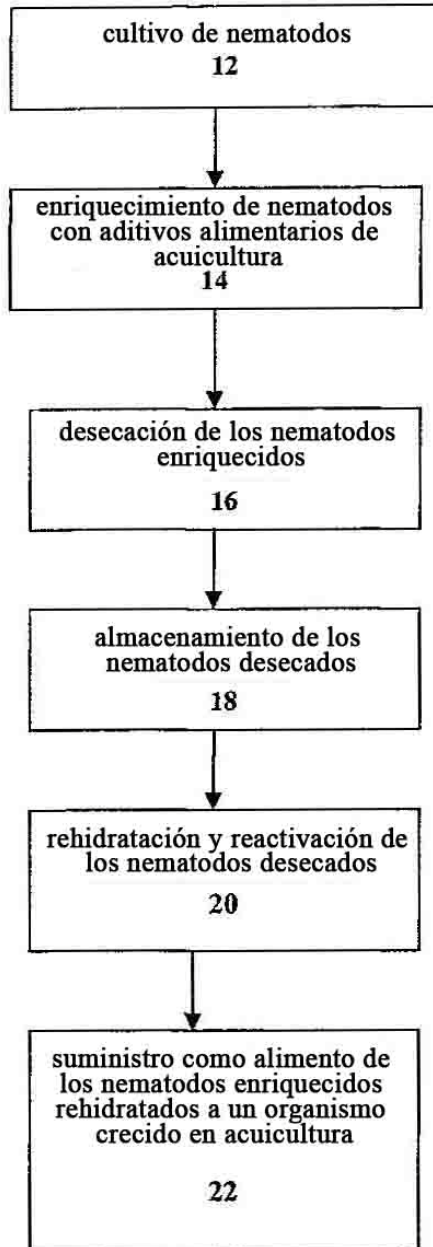 cultivo de nematodos
12
enriquecimiento de nematodos
con aditivos alimentarios de
acuicultura
14
desecación de los nematodos
enriquecidos
16
almacenamiento de los
nematodos desecados
18
rehidratación y reactivación de
los nematodos desecados
20
suministro como alimento de
los nematodos enriquecidos
rehidratados a un organismo
crecido en acuicultura
22